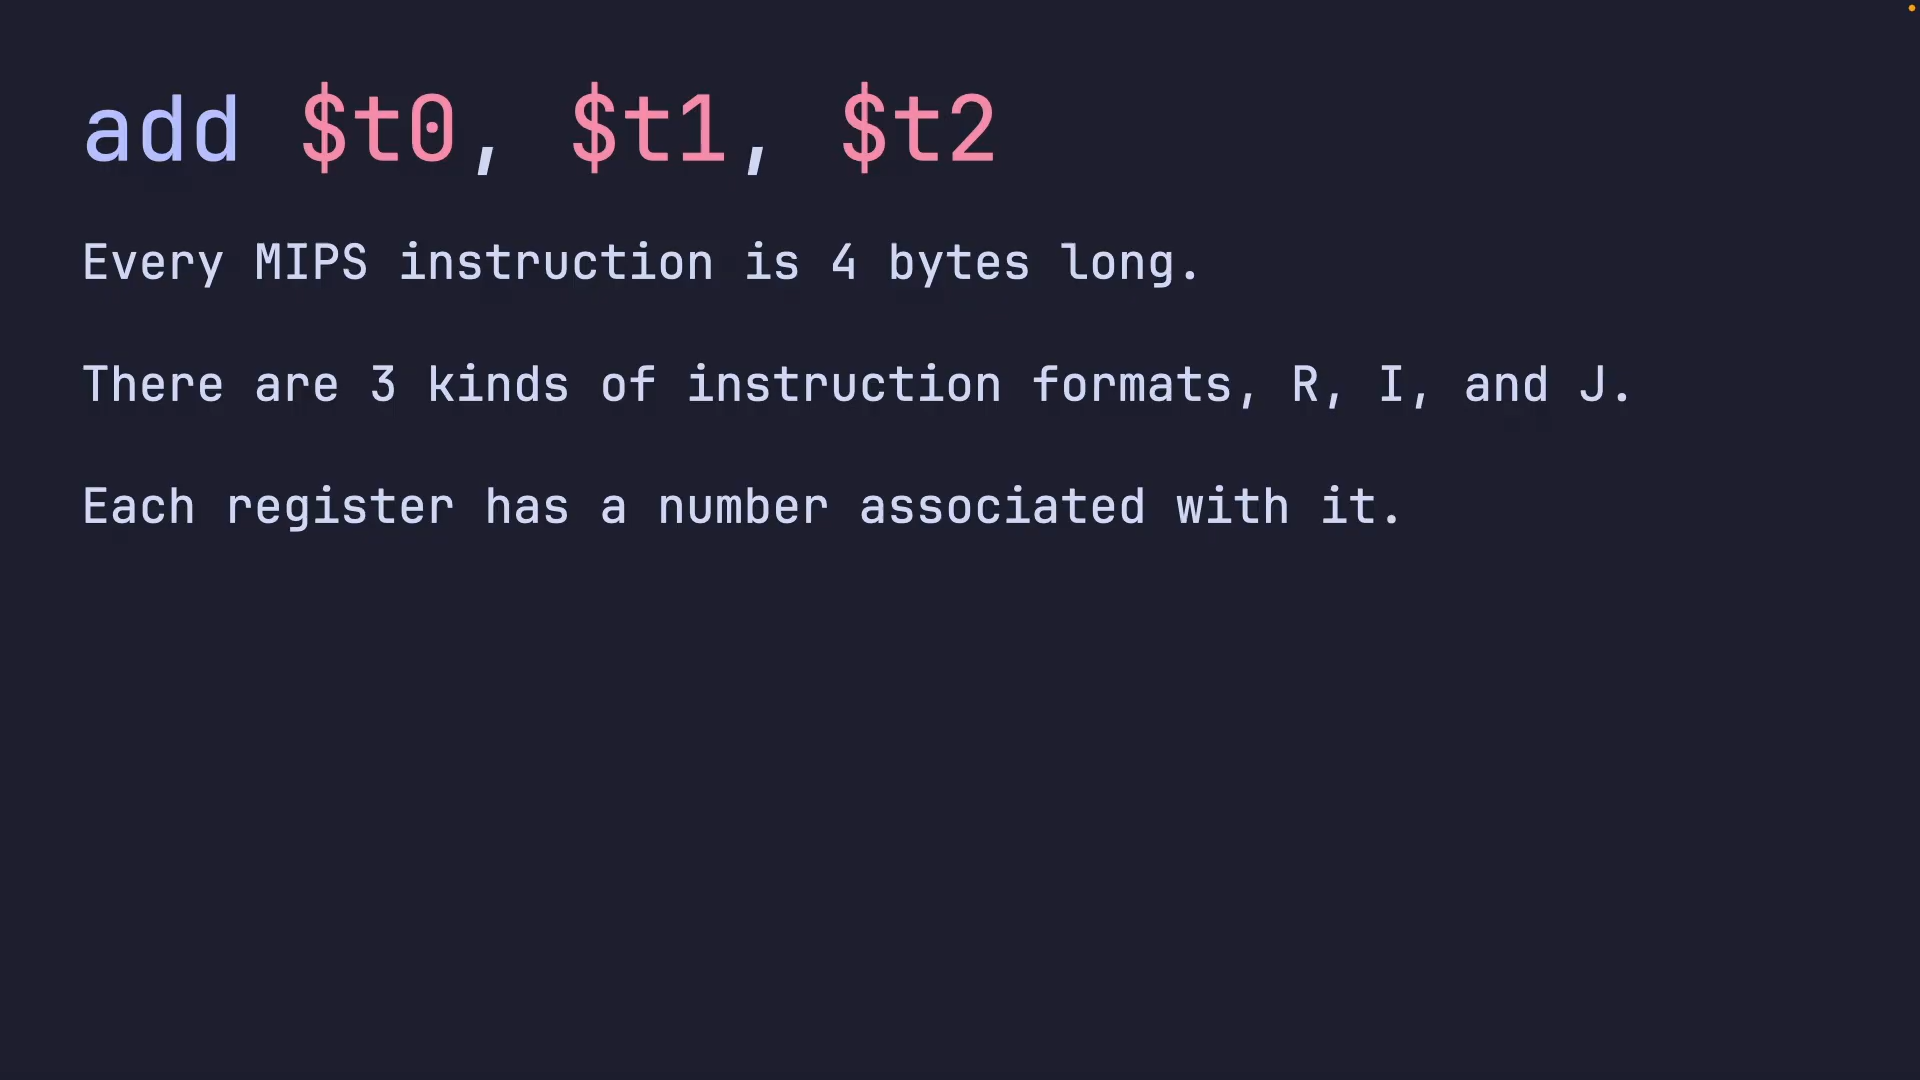 add $t0, $t1, $t2
Every MIPS instruction is 4 bytes long.
There are 3 kinds of instruction formats, R, I, and J.
Each register has a number associated with it.